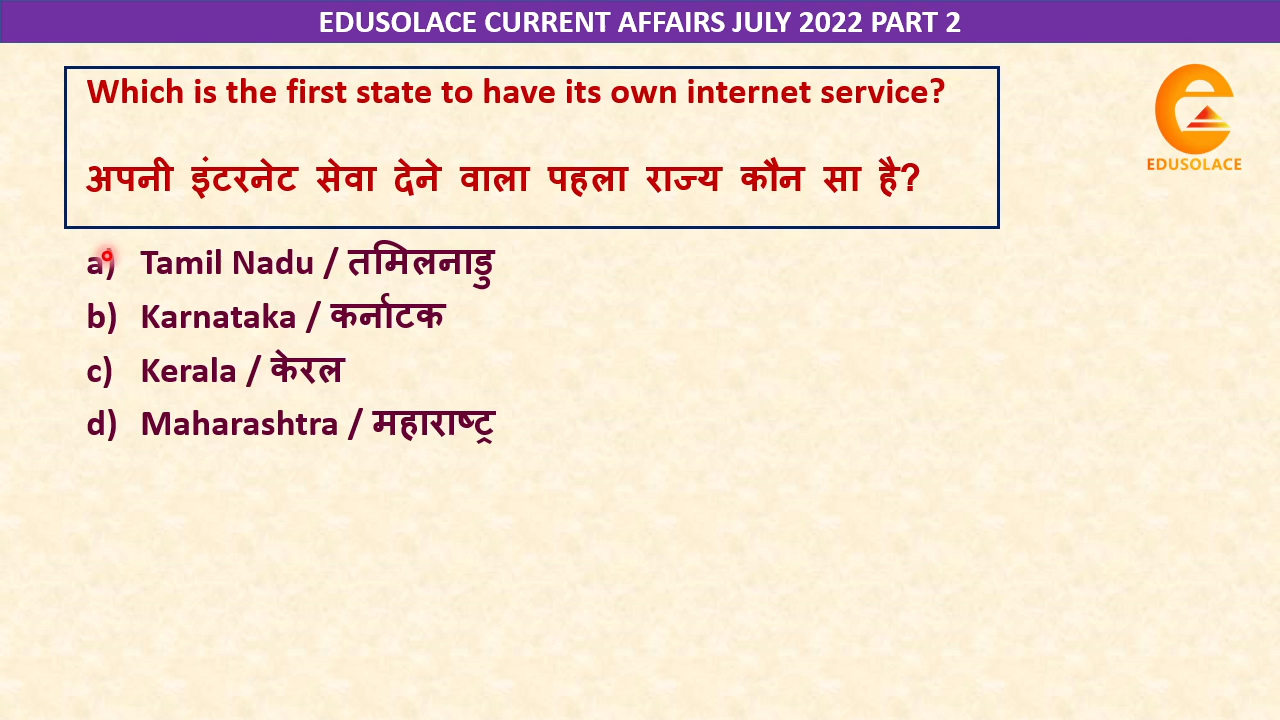 EDUSOLACE CURRENT AFFAIRS JULY 2022 PART 2
Which is the first state to have its own internet service?
अपनी इंटरनेट सेवा देने वाला पहला राज्य कौन सा है?
EDUSOLACE
a) Tamil Nadu / तमिलनाडु
b) Karnataka / कर्नाटक
c) Kerala / केरल
d) Maharashtra / महाराष्ट्र